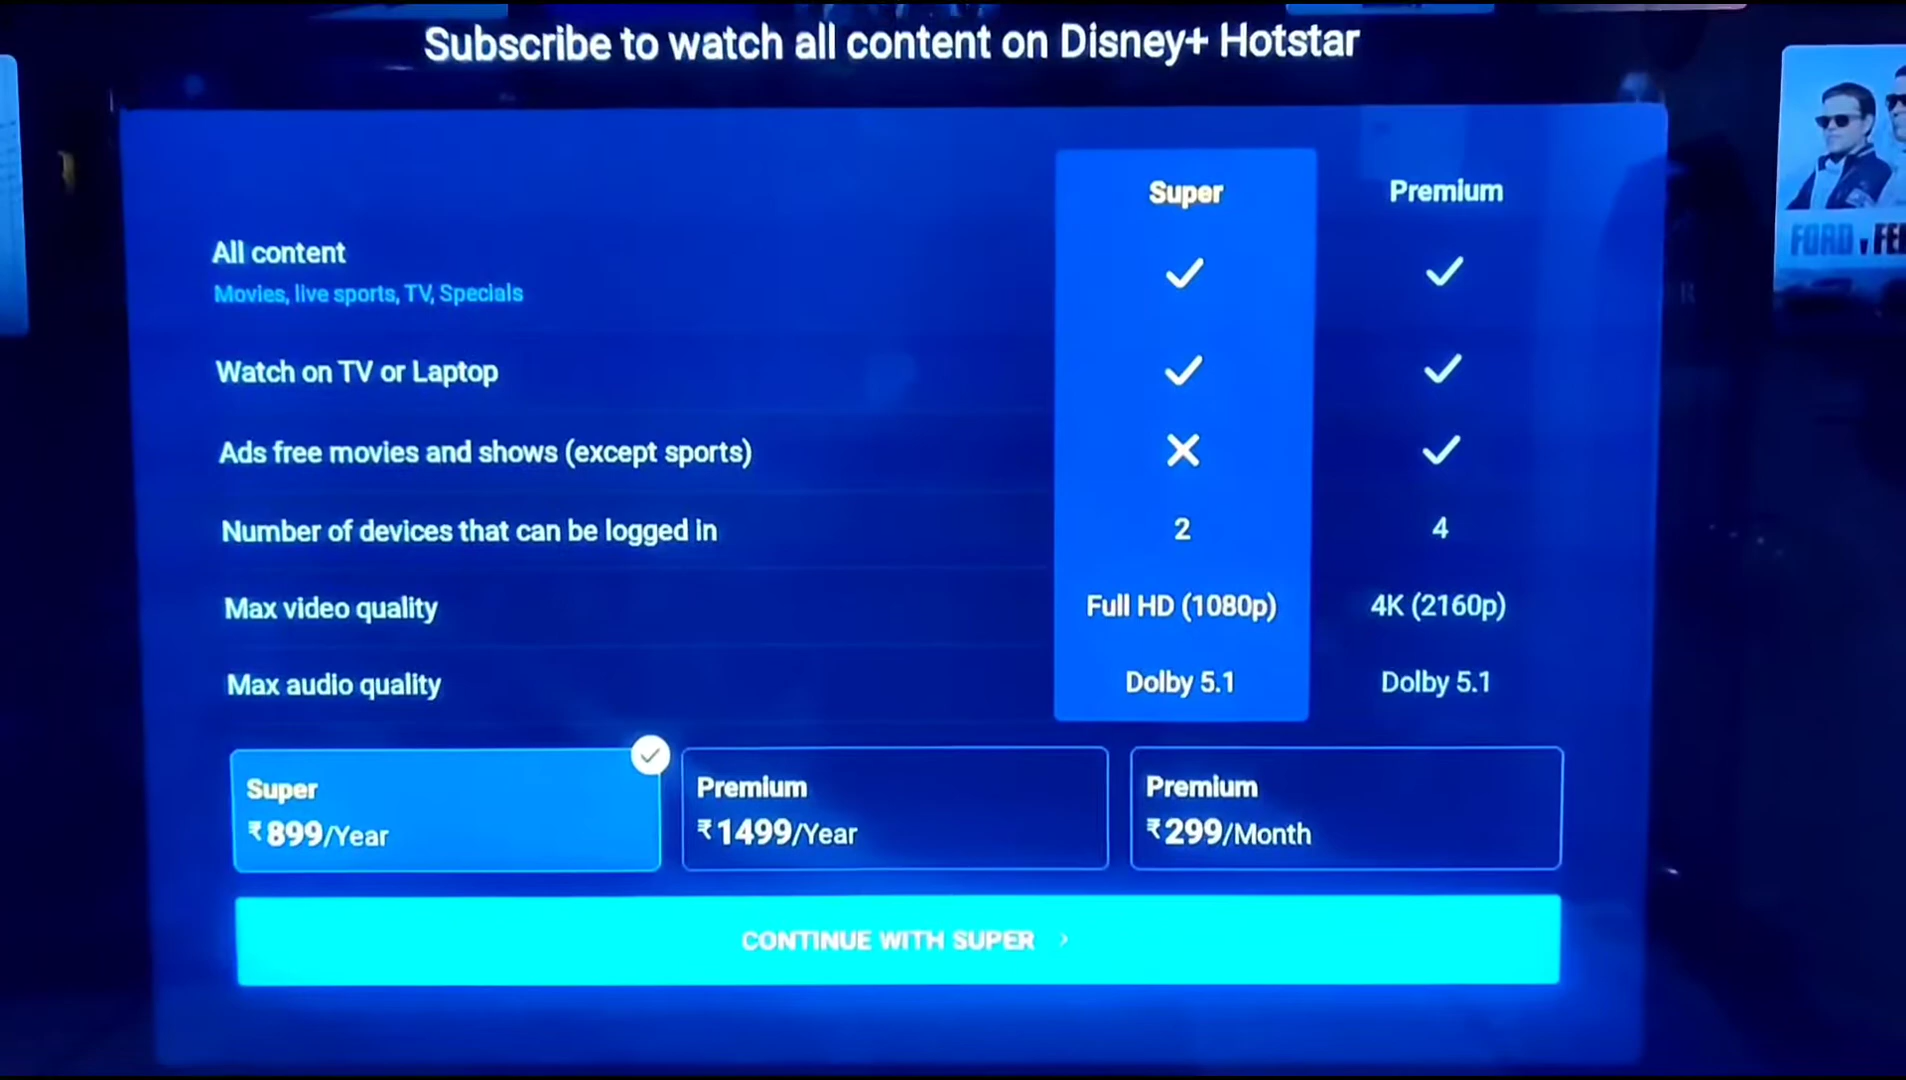 Subscribe to watch all content on Disney+ Hotstar
Super
Premium
All content
Movies, live sports, TV, Specials
Watch on TV or Laptop
Ads free movies and shows (except sports)
Number of devices that can be logged in
2
4
Max video quality
Full HD (1080p)
4K (2160p)
Max audio quality
Dolby 5.1
Dolby 5.1
Super
₹899/Year
Premium
₹1499/Year
Premium
₹299/Month
CONTINUE WITH SUPER
FORD v FE